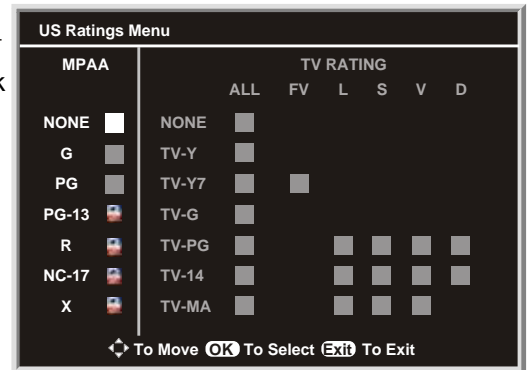 US Ratings Menu
MPAA TV RATING
ALL FV L S V D
NONE NONE
G TV-Y
PG TV-Y7
PG-13 TV-G
R TV-PG
NC-17 TV-14
X TV-MA
To Move OK To Select Exit To Exit
k